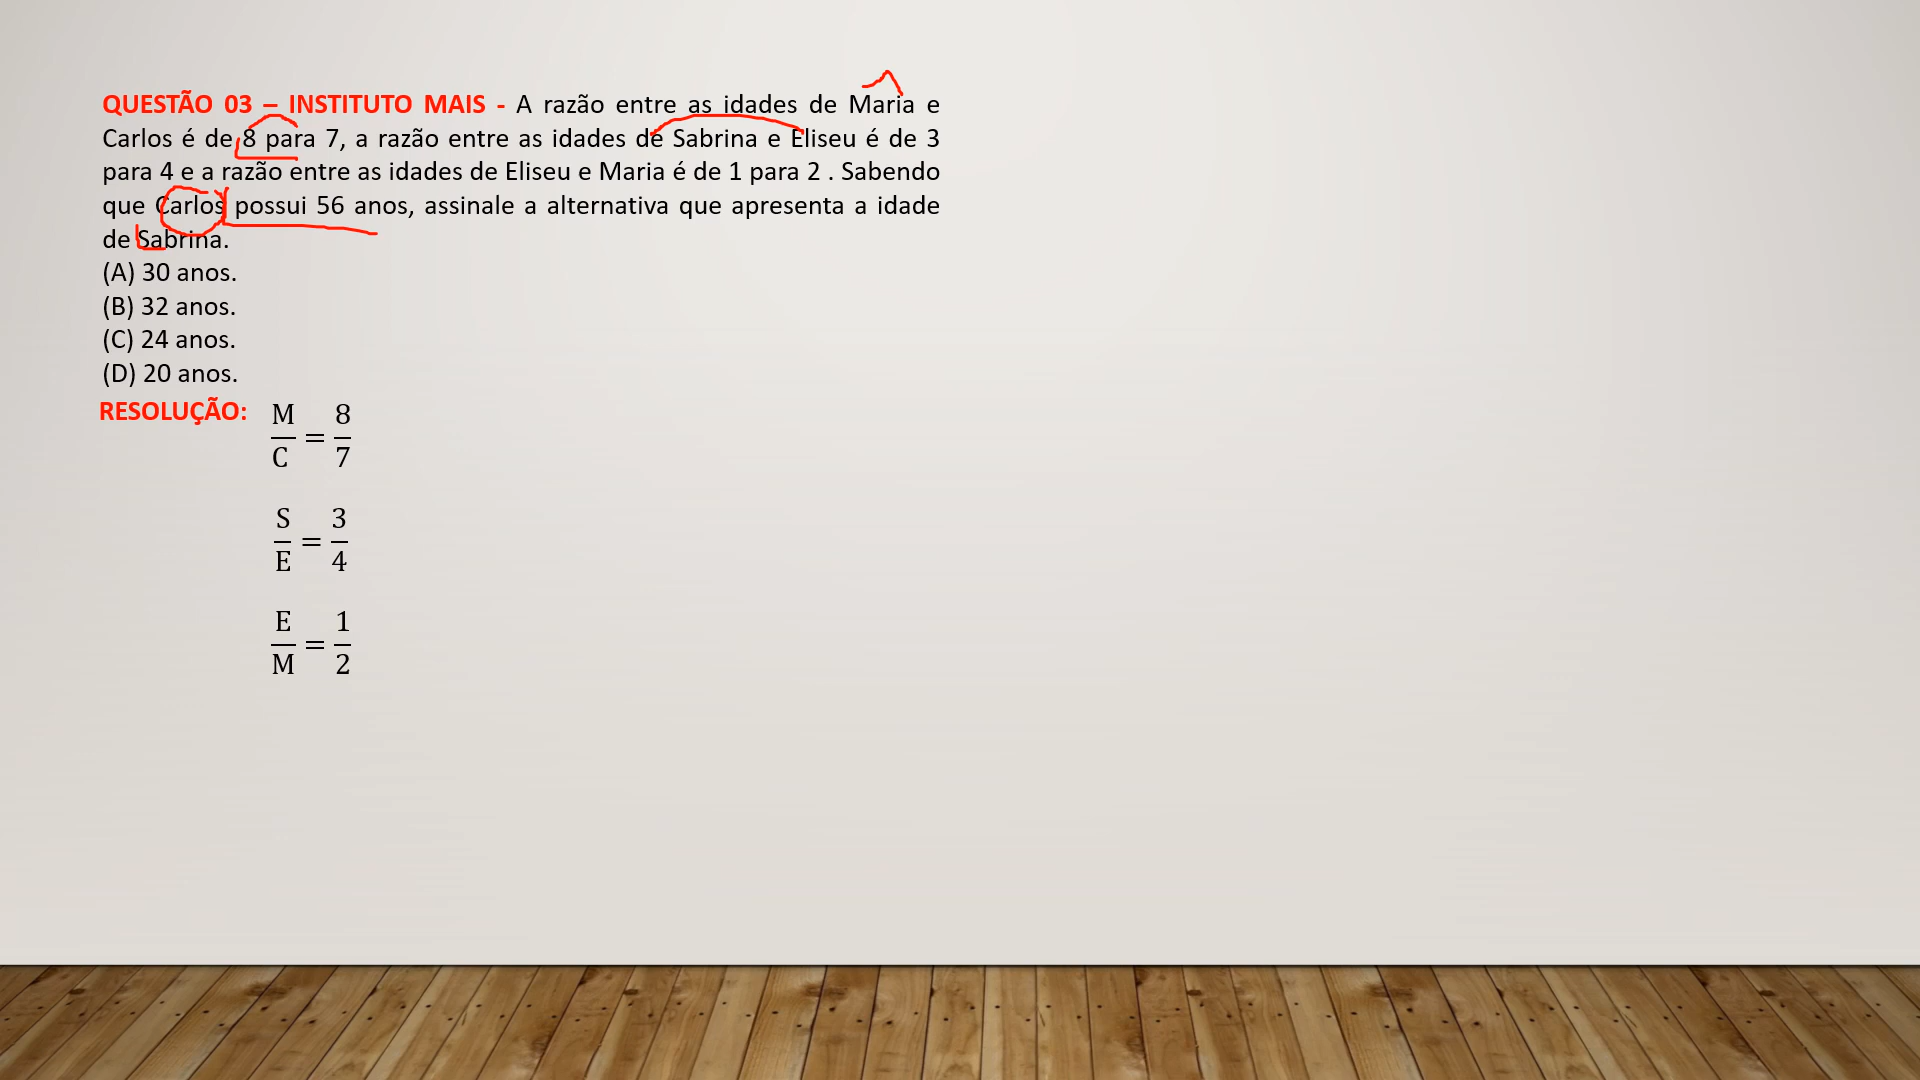 QUESTÃO 03 – INSTITUTO MAIS - A razão entre as idades de Maria e
Carlos é de 8 para 7, a razão entre as idades de Sabrina e Eliseu é de 3
para 4 e a razão entre as idades de Eliseu e Maria é de 1 para 2 . Sabendo
que Carlos possui 56 anos, assinale a alternativa que apresenta a idade
de Sabrina.
(A) 30 anos.
(B) 32 anos.
(C) 24 anos.
(D) 20 anos.
RESOLUÇÃO:
M/C = 8/7
S/E = 3/4
E/M = 1/2